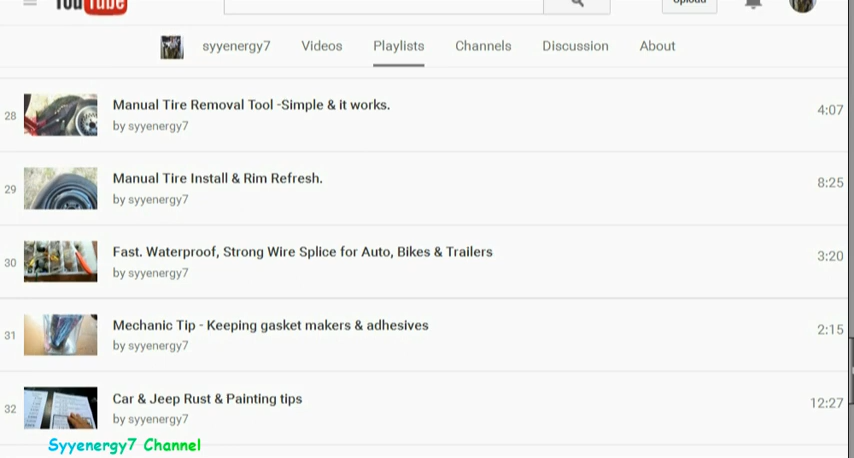 You Tube
Upload
syyenergy7 Videos Playlists Channels Discussion About
28 Manual Tire Removal Tool -Simple & it works. 4:07
by syyenergy7
29 Manual Tire Install & Rim Refresh. 8:25
by syyenergy7
30 Fast. Waterproof, Strong Wire Splice for Auto, Bikes & Trailers 3:20
by syyenergy7
31 Mechanic Tip - Keeping gasket makers & adhesives 2:15
by syyenergy7
32 Car & Jeep Rust & Painting tips 12:27
by syyenergy7
Syyenergy7 Channel